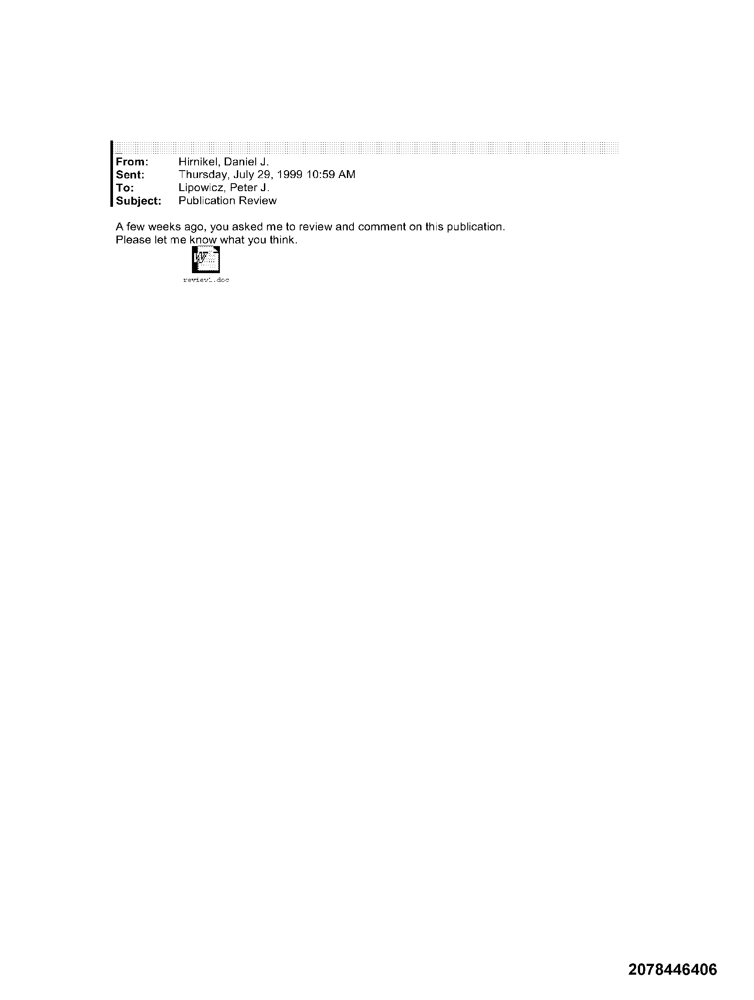 From: Hirnikel, Daniel J.
Sent: Thursday, July 29, 1999 10:59 AM
To: Lipowicz, Peter J.
Subject: Publication Review
A few weeks ago, you asked me to review and comment on this publication.
Please let me know what you think.
W
review1.doc
2078446406